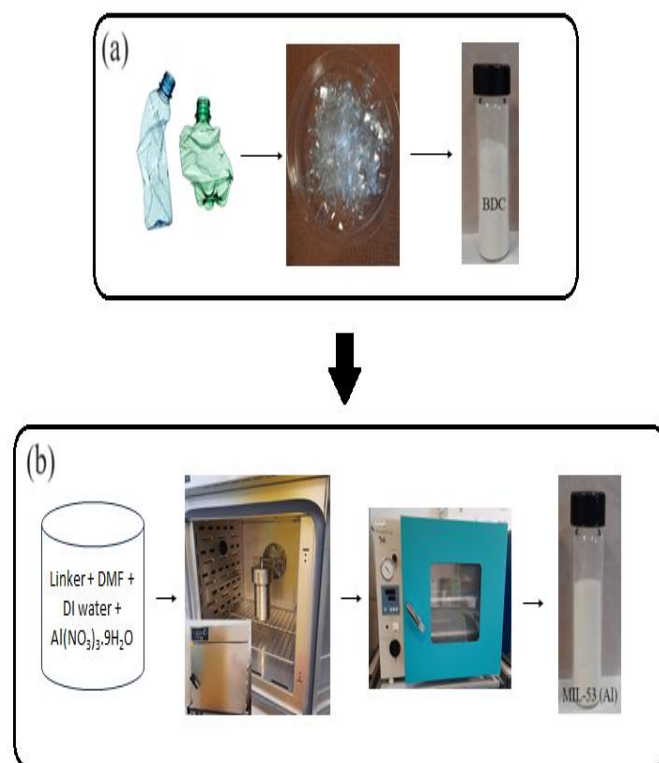 (a)
BDC
(b)
Linker + DMF +
DI water +
Al(NO₃)₃.9H₂O
MIL-53 (Al)